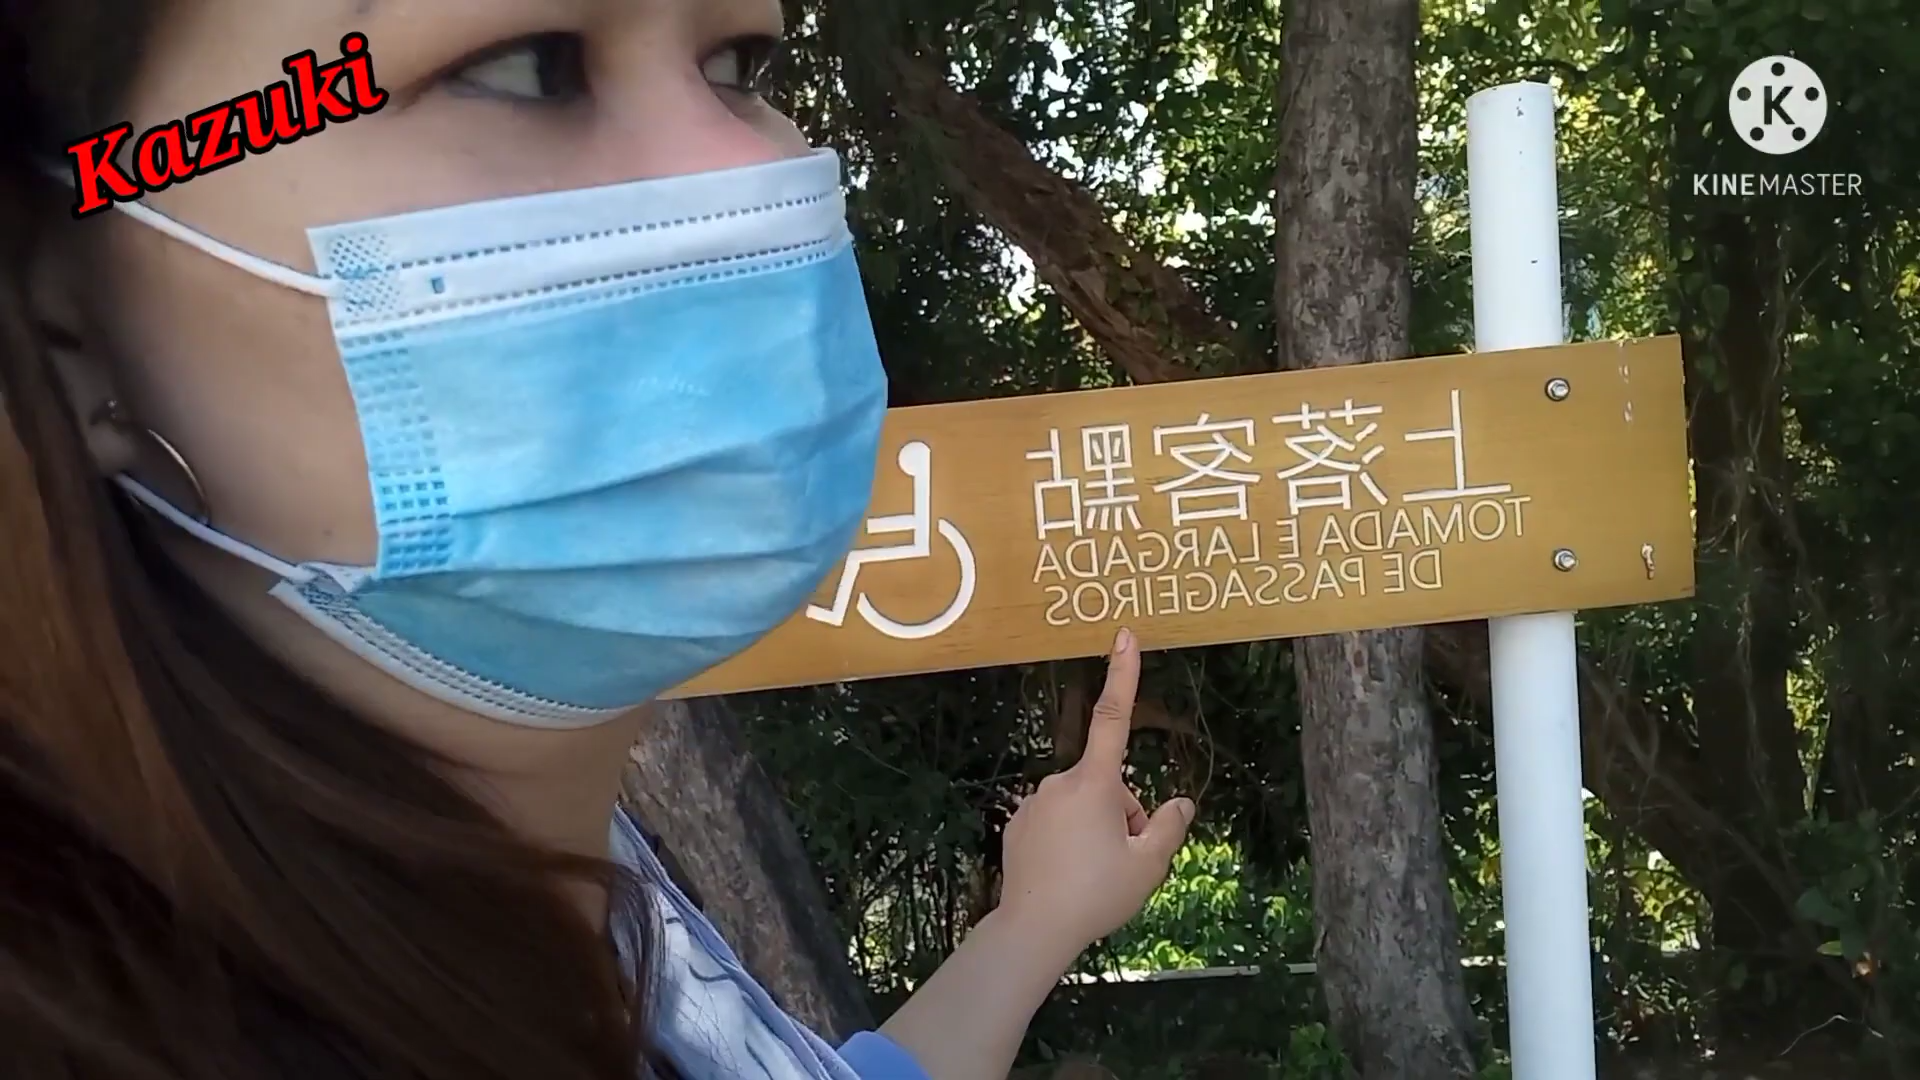 Kazuki
K
KINEMASTER
上落客點
TOMADA E LARGADA
DE PASSAGEIROS